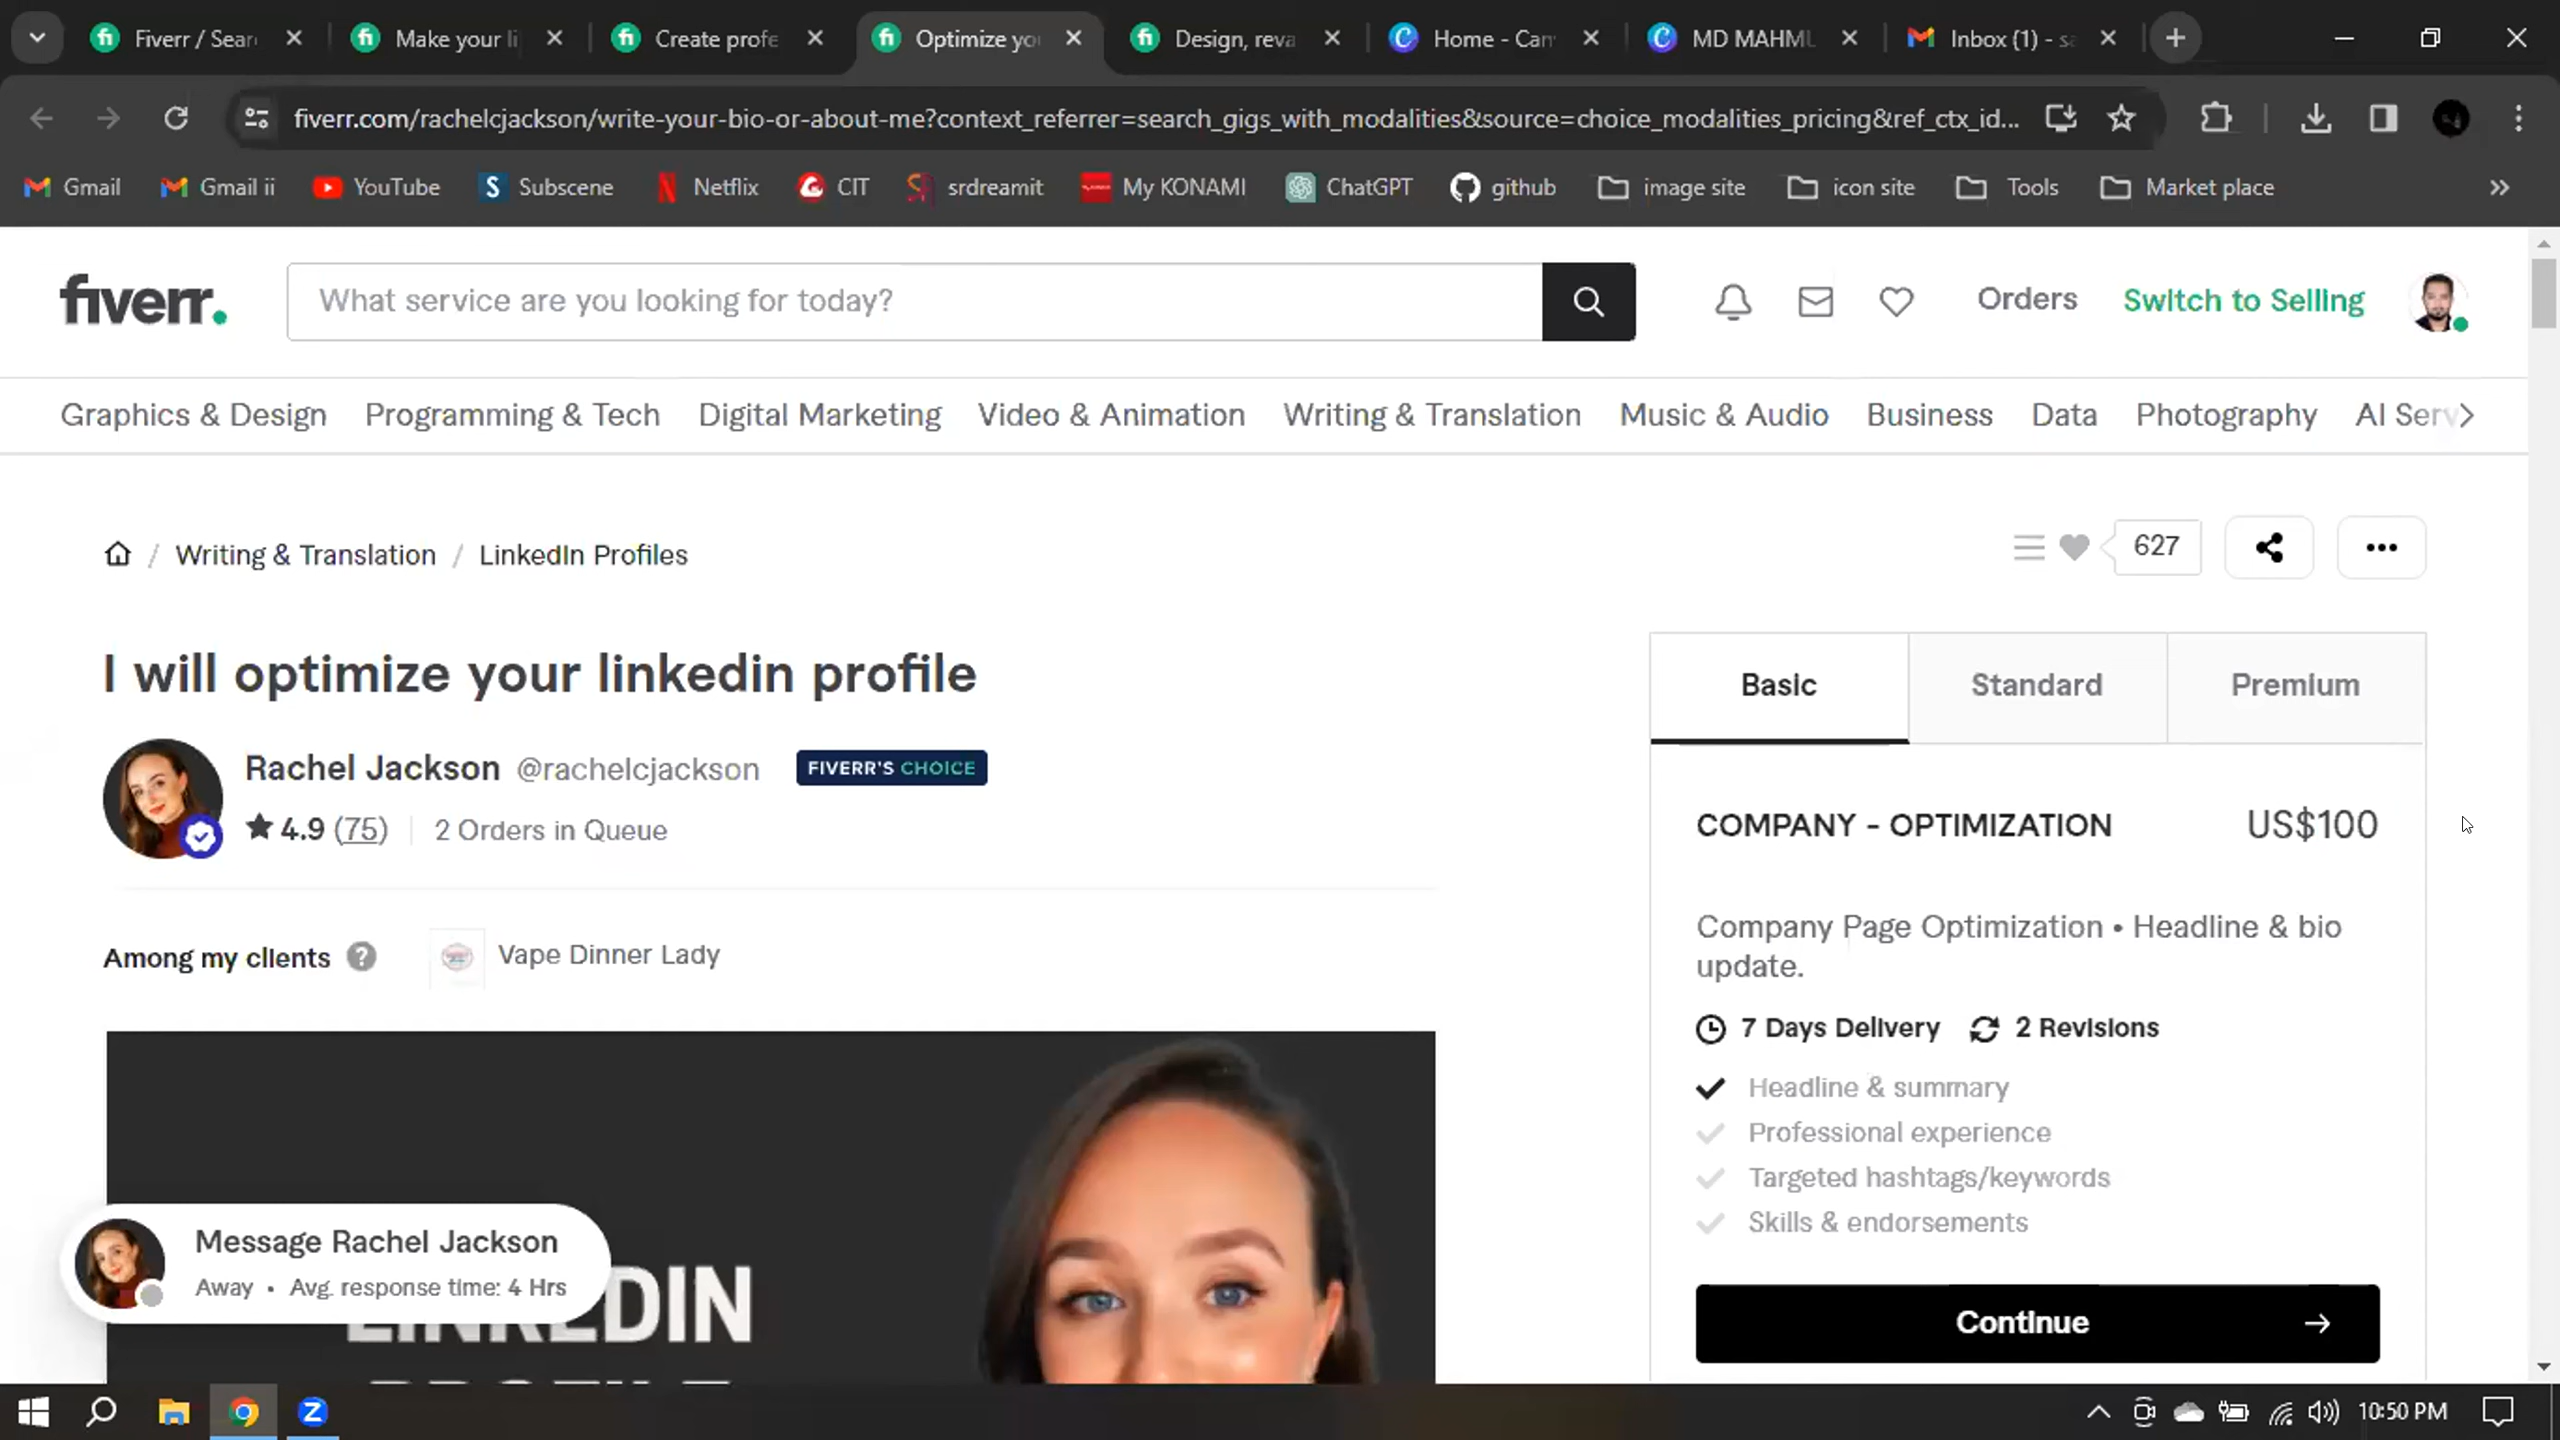 Fiverr / Sear
Make your li
Create profe
Optimize yo
Design, reva
Home - Can
MD MAHMU
Inbox (1) - sa
fiverr.com/rachelcjackson/write-your-bio-or-about-me?context_referrer=search_gigs_with_modalities&source=choice_modalities_pricing&ref_ctx_id...
Gmail
Gmail ii
YouTube
Subscene
Netflix
CIT
srdreamit
My KONAMI
ChatGPT
github
image site
icon site
Tools
Market place
fiverr.
What service are you looking for today?
Orders
Switch to Selling
Graphics & Design
Programming & Tech
Digital Marketing
Video & Animation
Writing & Translation
Music & Audio
Business
Data
Photography
AI Serv
/ Writing & Translation / LinkedIn Profiles
627
I will optimize your linkedin profile
Rachel Jackson @rachelcjackson FIVERR'S CHOICE
4.9 (75) 2 Orders in Queue
Among my clients ? Vape Dinner Lady
LINKEDIN
PROFILE
Message Rachel Jackson
Away • Avg. response time: 4 Hrs
Basic
Standard
Premium
COMPANY - OPTIMIZATION US$100
Company Page Optimization • Headline & bio
update.
7 Days Delivery 2 Revisions
Headline & summary
Professional experience
Targeted hashtags/keywords
Skills & endorsements
Continue
10:50 PM